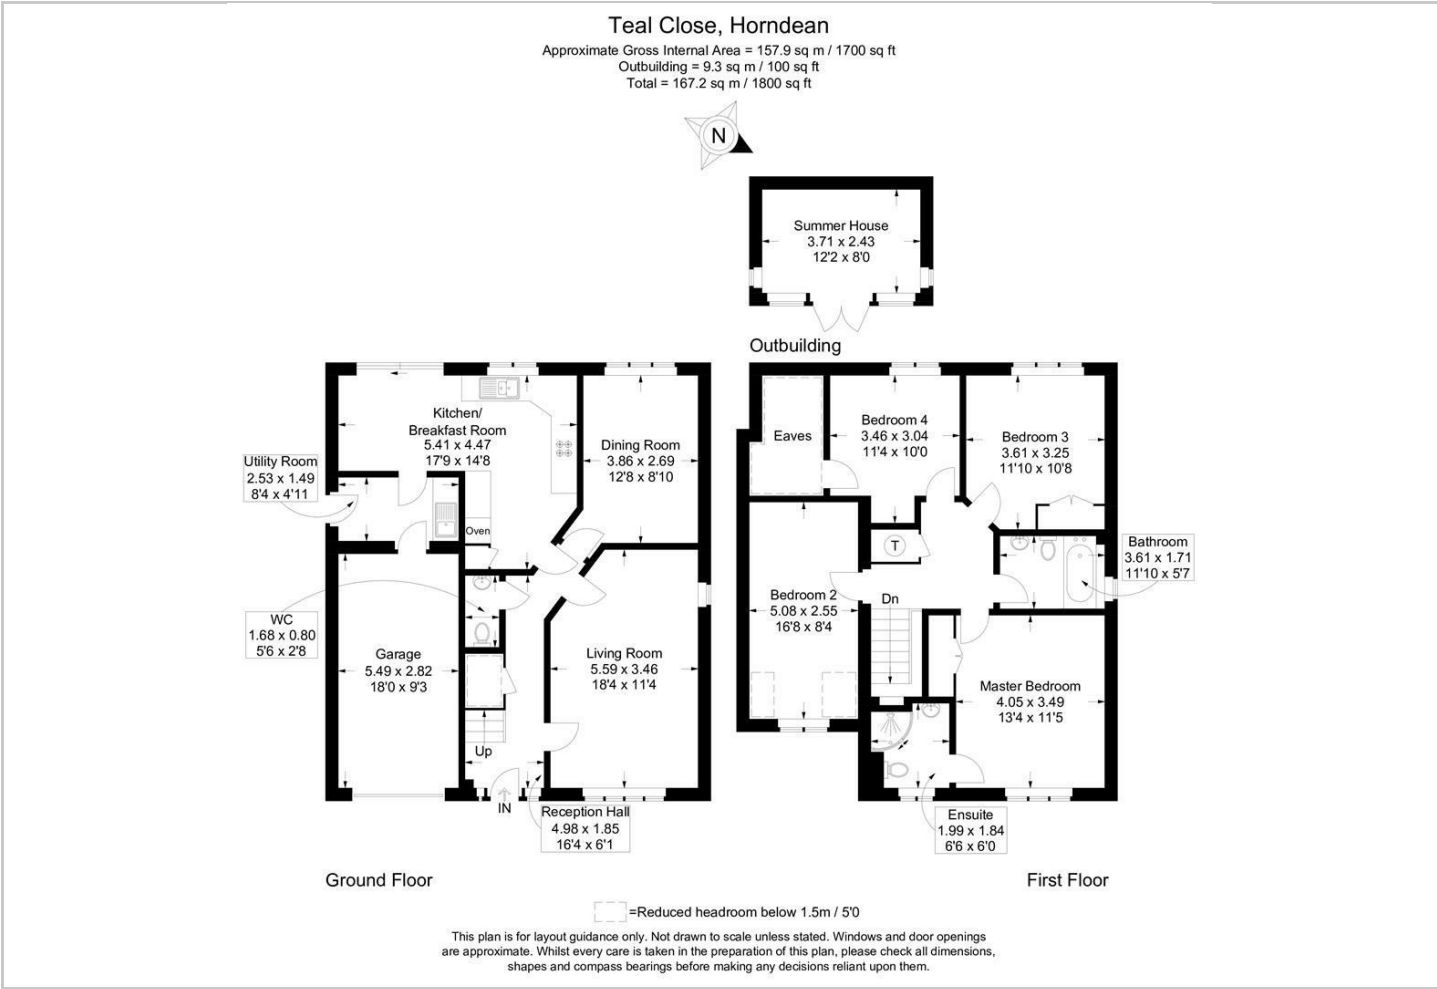 Teal Close, Horndean
Approximate Gross Internal Area = 157.9 sq m / 1700 sq ft
Outbuilding = 9.3 sq m / 100 sq ft
Total = 167.2 sq m / 1800 sq ft
N
Summer House
3.71 x 2.43
12'2 x 8'0
Outbuilding
Kitchen/
Breakfast Room
5.41 x 4.47
17'9 x 14'8
Dining Room
3.86 x 2.69
12'8 x 8'10
Utility Room
2.53 x 1.49
8'4 x 4'11
Oven
WC
1.68 x 0.80
5'6 x 2'8
Garage
5.49 x 2.82
18'0 x 9'3
Living Room
5.59 x 3.46
18'4 x 11'4
Up
IN
Reception Hall
4.98 x 1.85
16'4 x 6'1
Ground Floor
Eaves
Bedroom 4
3.46 x 3.04
11'4 x 10'0
Bedroom 3
3.61 x 3.25
11'10 x 10'8
T
Bathroom
3.61 x 1.71
11'10 x 5'7
Bedroom 2
5.08 x 2.55
16'8 x 8'4
Dn
Master Bedroom
4.05 x 3.49
13'4 x 11'5
Ensuite
1.99 x 1.84
6'6 x 6'0
First Floor
=Reduced headroom below 1.5m / 5'0
This plan is for layout guidance only. Not drawn to scale unless stated. Windows and door openings
are approximate. Whilst every care is taken in the preparation of this plan, please check all dimensions,
shapes and compass bearings before making any decisions reliant upon them.